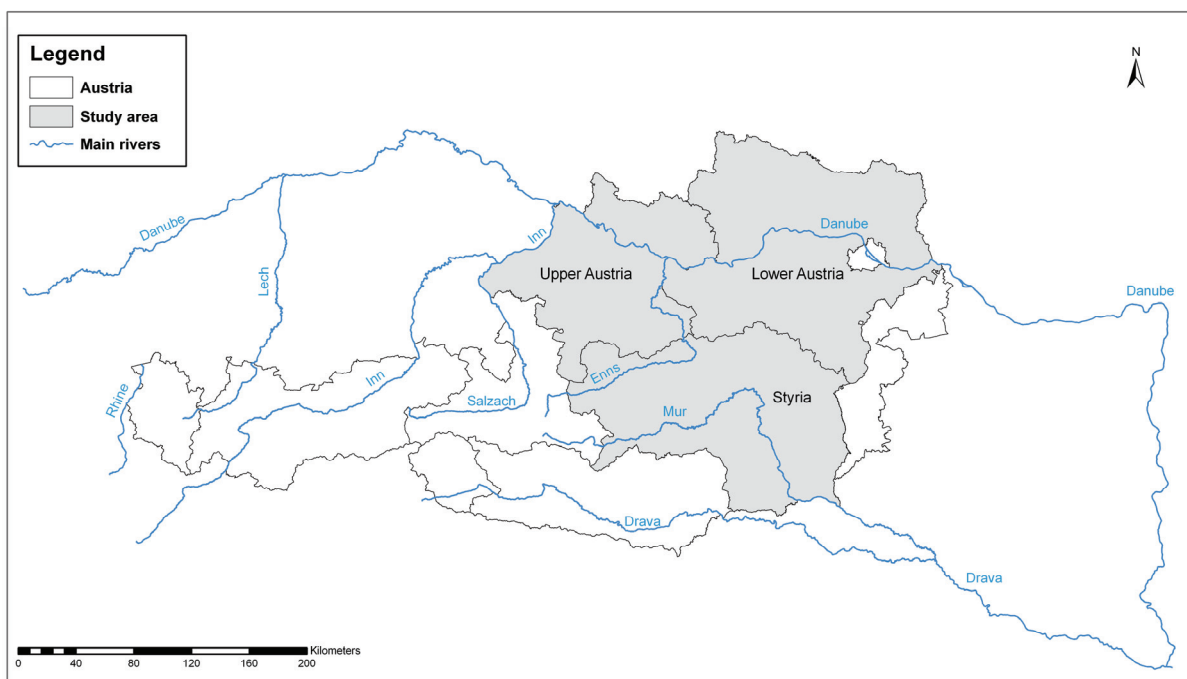 Legend
Austria
Study area
Main rivers
N
Danube
Lech
Rhine
Inn
Inn
Salzach
Upper Austria
Enns
Mur
Danube
Lower Austria
Styria
Drava
Danube
Drava
Kilometers
0 40 80 120 160 200